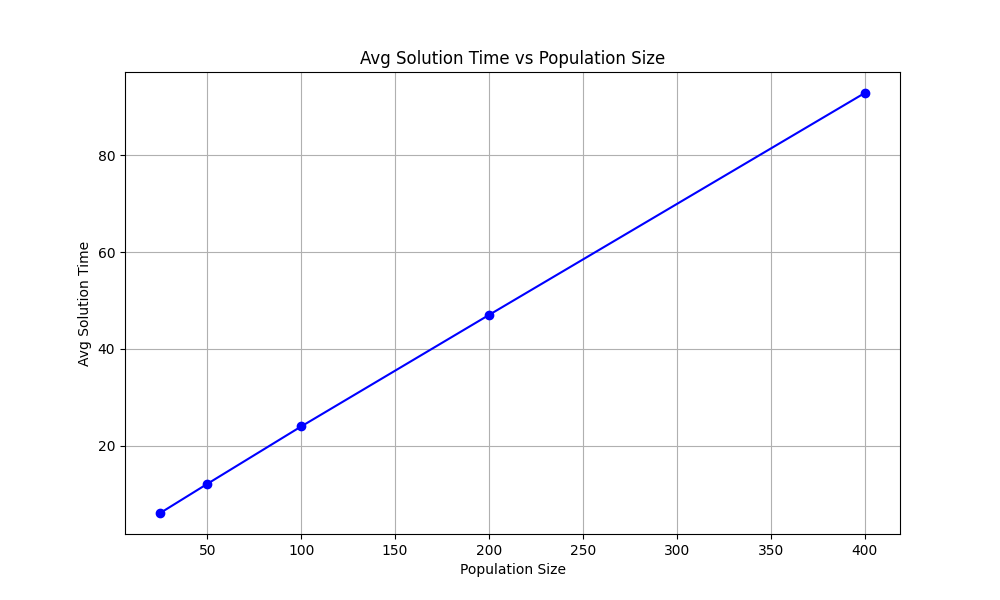 Avg Solution Time vs Population Size
80
60
40
20
Avg Solution Time
50 100 150 200 250 300 350 400
Population Size